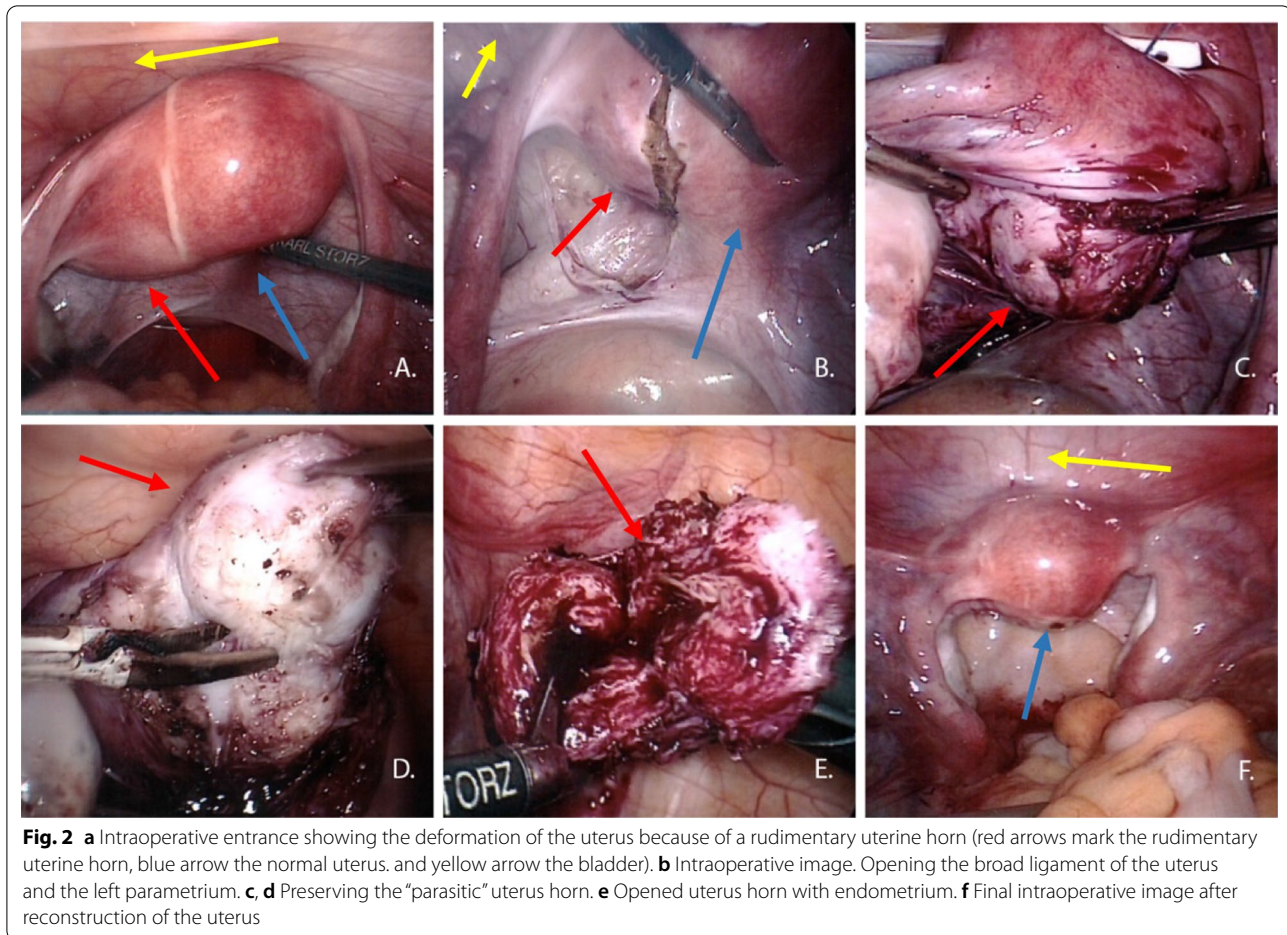 KARL STORZ
A.
B.
C.
D.
TORZ
E.
F.
Fig. 2 a Intraoperative entrance showing the deformation of the uterus because of a rudimentary uterine horn (red arrows mark the rudimentary
uterine horn, blue arrow the normal uterus. and yellow arrow the bladder). b Intraoperative image. Opening the broad ligament of the uterus
and the left parametrium. c, d Preserving the “parasitic” uterus horn. e Opened uterus horn with endometrium. f Final intraoperative image after
reconstruction of the uterus